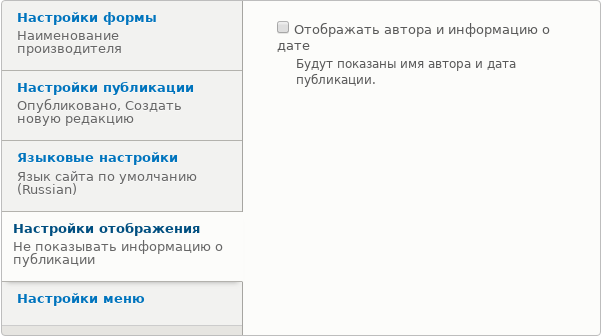 Настройки формы
Наименование
производителя
Настройки публикации
Опубликовано, Создать
новую редакцию
Языковые настройки
Язык сайта по умолчанию
(Russian)
Настройки отображения
Не показывать информацию о
публикации
Настройки меню
Отображать автора и информацию о
дате
Будут показаны имя автора и дата
публикации.